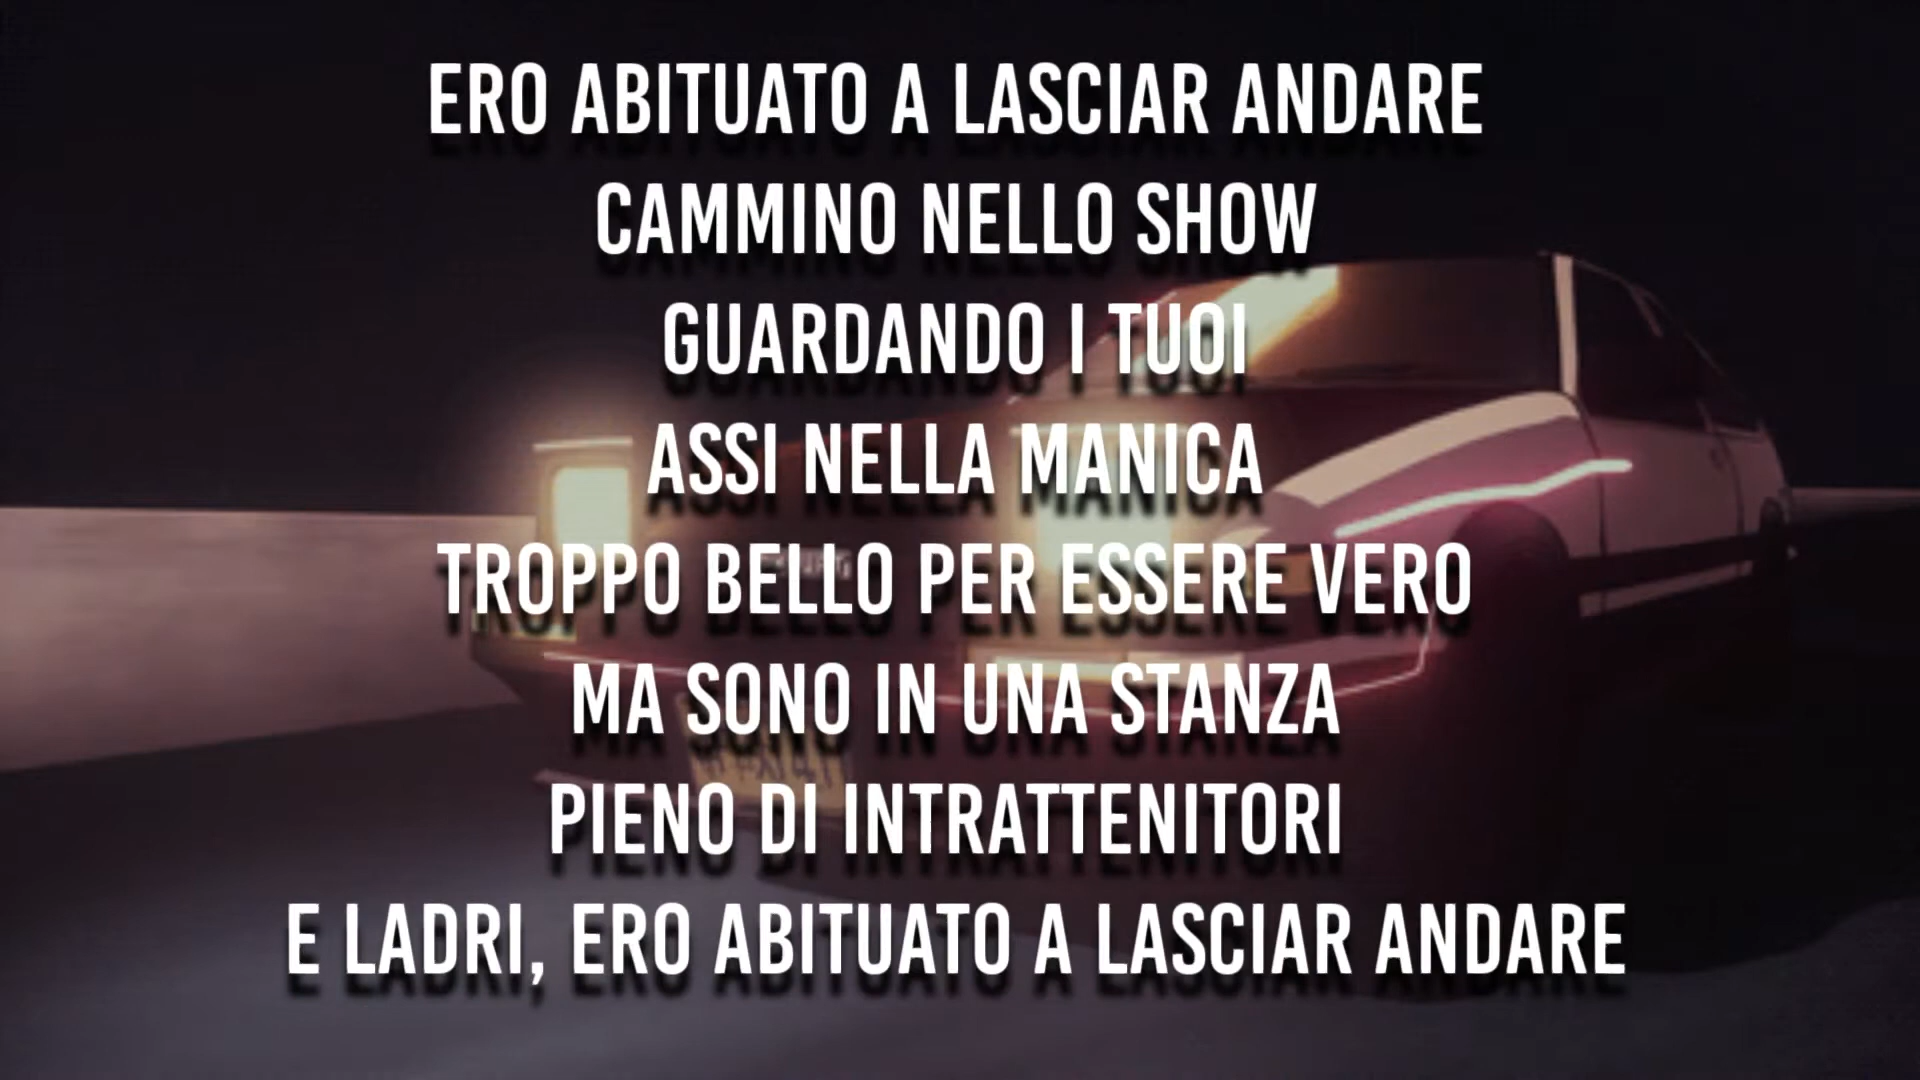 ERO ABITUATO A LASCIAR ANDARE
CAMMINO NELLO SHOW
GUARDANDO I TUOI
ASSI NELLA MANICA
TROPPO BELLO PER ESSERE VERO
MA SONO IN UNA STANZA
PIENO DI INTRATTENITORI
E LADRI, ERO ABITUATO A LASCIAR ANDARE